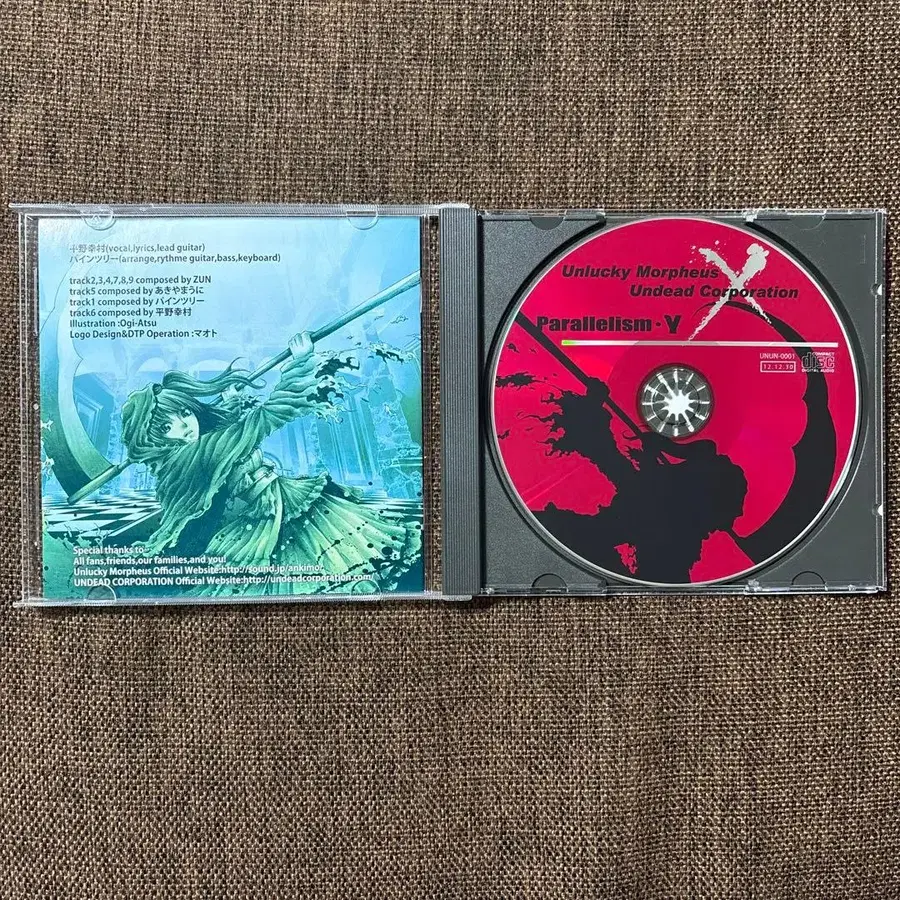 平野幸村(vocal,lyrics,lead guitar)
パインツリー(arrange,rythme guitar,bass,keyboard)
track2,3,4,7,8,9 composed by ZUN
track5 composed by あきやまうに
track1 composed by パインツリー
track6 composed by 平野幸村
Illustration :Ogi-Atsu
Logo Design&DTP Operation :マオト
Special thanks to…
All fans,friends,our families,and you!
Unlucky Morpheus Official Website:http://sound.jp/ankimo/
UNDEAD CORPORATION Official Website:http://undeadcorporation.com/
Unlucky Morpheus
X
Undead Corporation
Parallelism・γ
UNUN-0001
12.12.30
COMPACT
disc
DIGITAL AUDIO